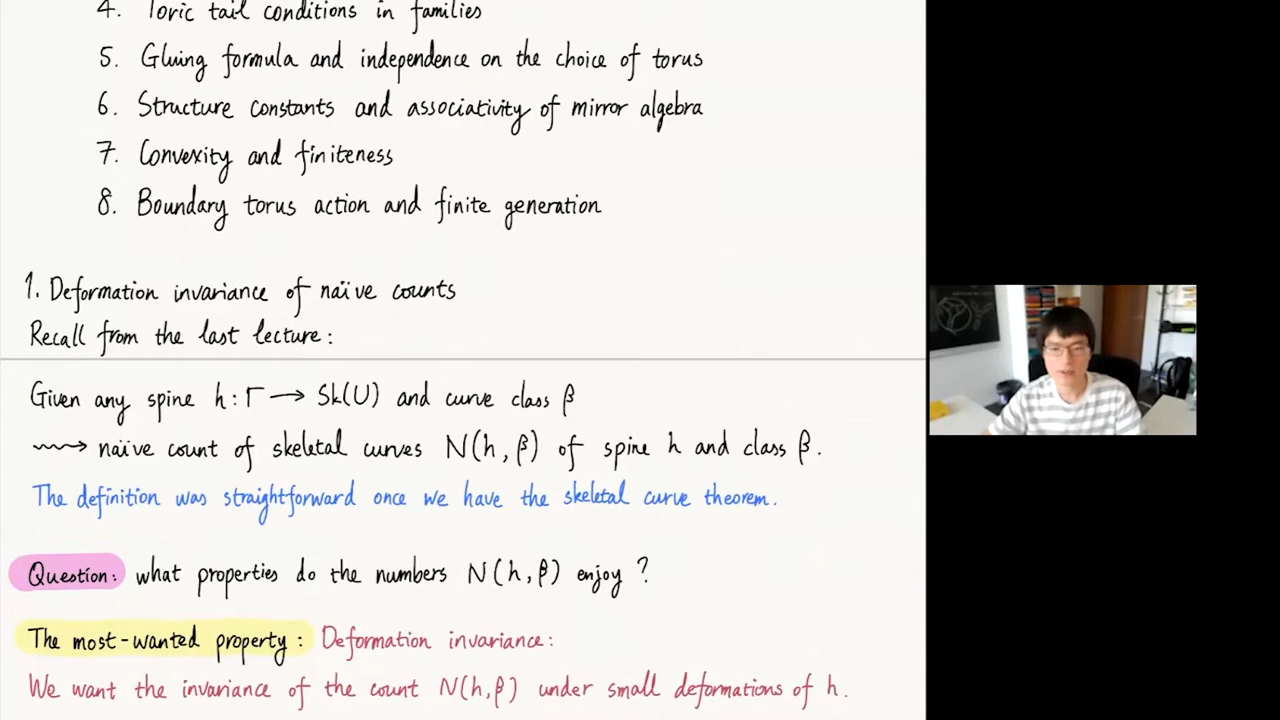 4. Toric tail conditions in families
5. Gluing formula and independence on the choice of torus
6. Structure constants and associativity of mirror algebra
7. Convexity and finiteness
8. Boundary torus action and finite generation
1. Deformation invariance of naïve counts
Recall from the last lecture:
Given any spine h: Γ → Sk(U) and curve class β
⟿ naïve count of skeletal curves N(h, β) of spine h and class β.
The definition was straightforward once we have the skeletal curve theorem.
Question: what properties do the numbers N(h, β) enjoy?
The most-wanted property: Deformation invariance:
We want the invariance of the count N(h, β) under small deformations of h.